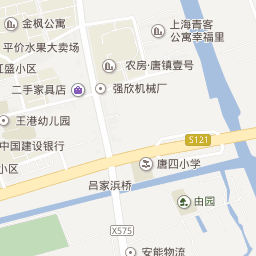 金枫公寓
上海青客
公寓幸福里
平价水果大卖场
江盛小区
农房·唐镇壹号
二手家具店
强欣机械厂
王港幼儿园
S121
中国建设银行
唐四小学
小区
吕家浜桥
由园
X575
安能物流